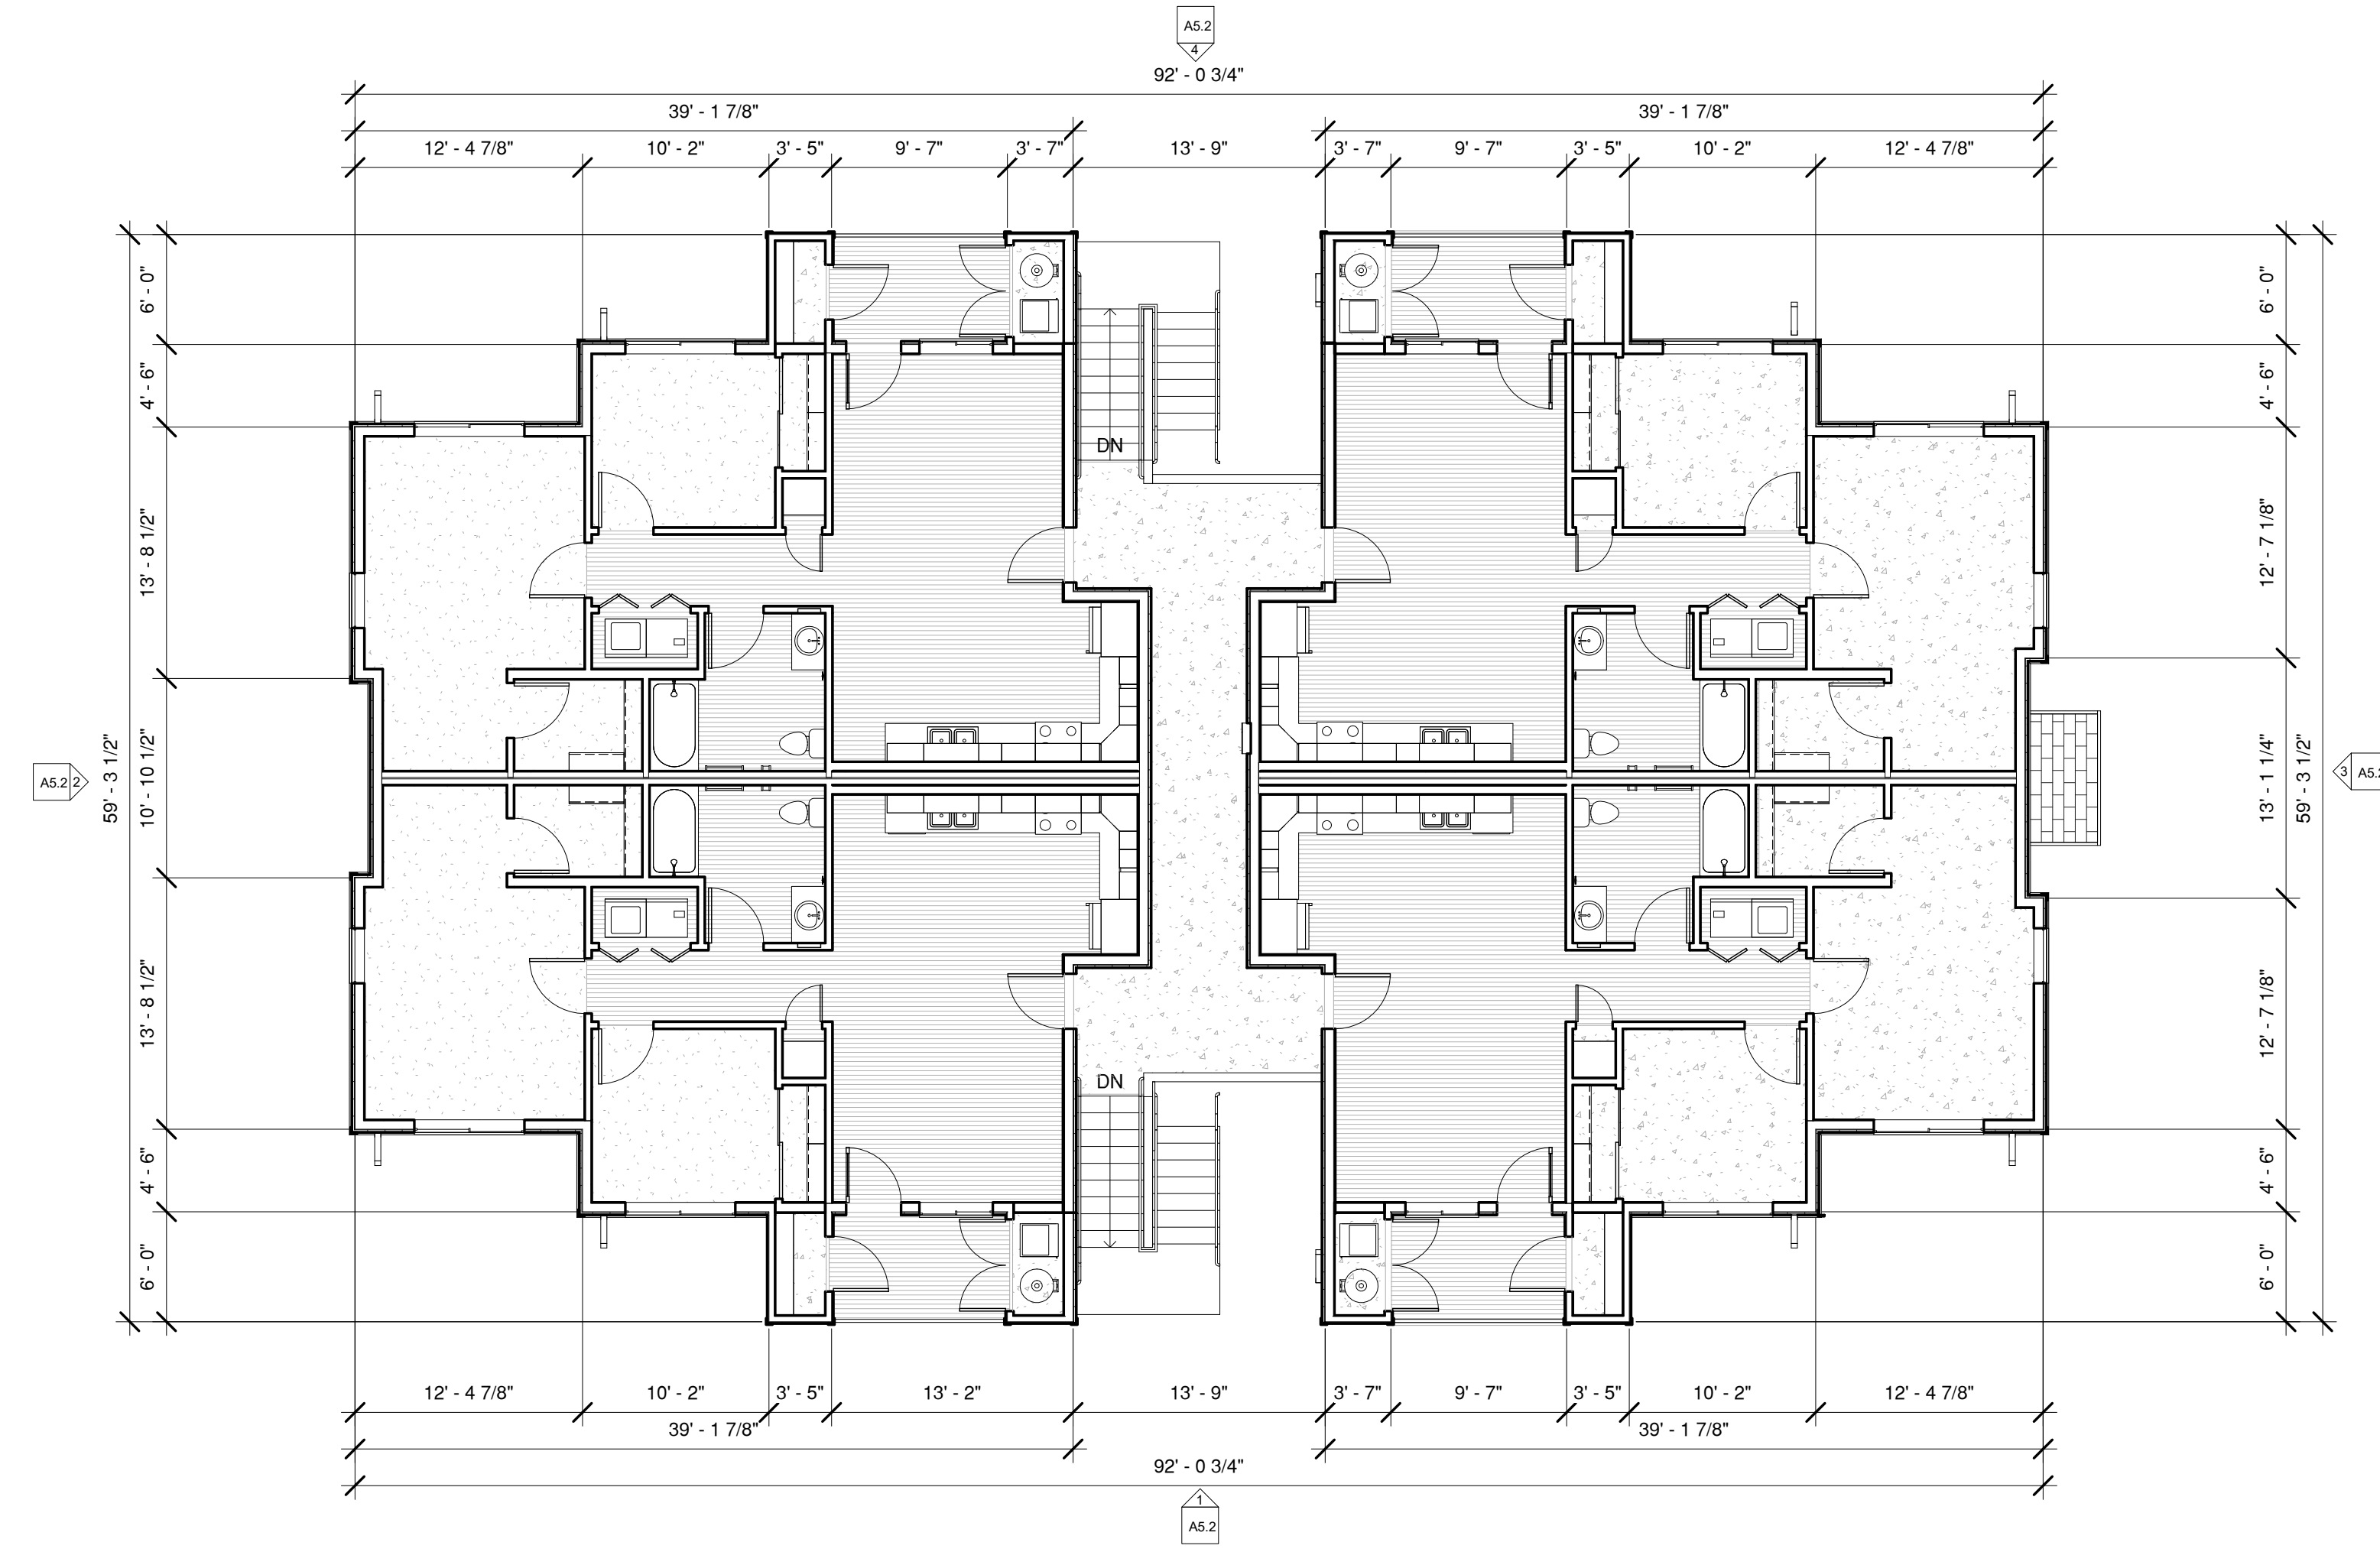 A5.2
4
92' - 0 3/4"
39' - 1 7/8"
39' - 1 7/8"
12' - 4 7/8"
10' - 2"
3' - 5"
9' - 7"
3' - 7"
13' - 9"
3' - 7"
9' - 7"
3' - 5"
10' - 2"
12' - 4 7/8"
6' - 0"
4' - 6"
13' - 8 1/2"
59' - 3 1/2"
10' - 10 1/2"
13' - 8 1/2"
4' - 6"
6' - 0"
A5.2
2
DN
DN
6' - 0"
4' - 6"
12' - 7 1/8"
13' - 1 1/4"
59' - 3 1/2"
12' - 7 1/8"
4' - 6"
6' - 0"
3
A5.2
12' - 4 7/8"
10' - 2"
3' - 5"
13' - 2"
13' - 9"
3' - 7"
9' - 7"
3' - 5"
10' - 2"
12' - 4 7/8"
39' - 1 7/8"
39' - 1 7/8"
92' - 0 3/4"
1
A5.2